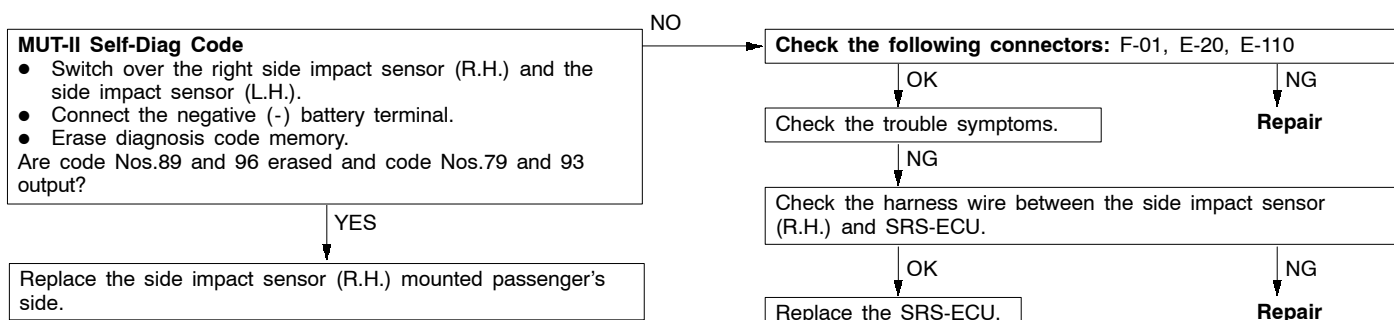 MUT-II Self-Diag Code
● Switch over the right side impact sensor (R.H.) and the
side impact sensor (L.H.).
● Connect the negative (-) battery terminal.
● Erase diagnosis code memory.
Are code Nos.89 and 96 erased and code Nos.79 and 93
output?
YES
Replace the side impact sensor (R.H.) mounted passenger's
side.
NO
Check the following connectors: F-01, E-20, E-110
OK
NG
Check the trouble symptoms.
Repair
NG
Check the harness wire between the side impact sensor
(R.H.) and SRS-ECU.
OK
NG
Replace the SRS-ECU.
Repair